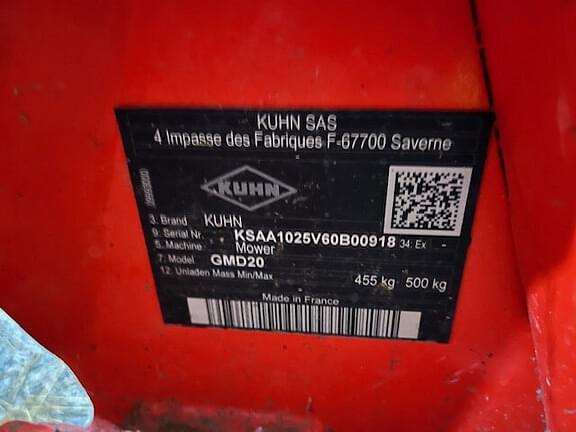 KUHN SAS
4 Impasse des Fabriques F-67700 Saverne
KUHN
3. Brand KUHN
9. Serial Nr. KSAA1025V60B00918 34: Ex -
5. Machine Mower
7. Model GMD20
12. Unladen Mass Min/Max 455 kg 500 kg
Made in France